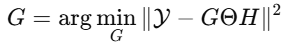 G = arg min_G ‖𝒴 − GΘH‖²